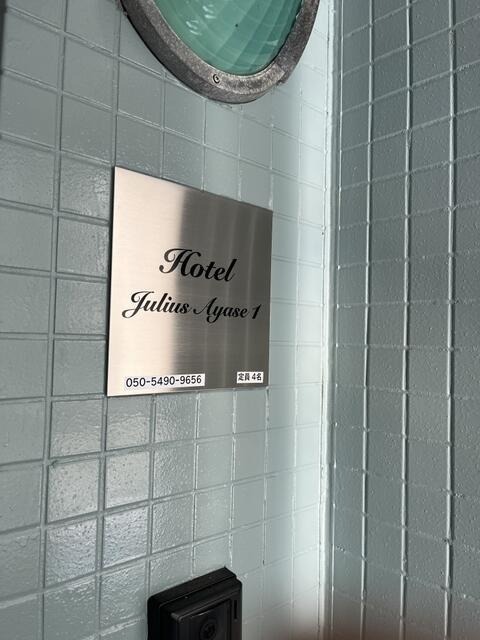 Hotel
Julius Ayase 1
050-5490-9656 定員 4名